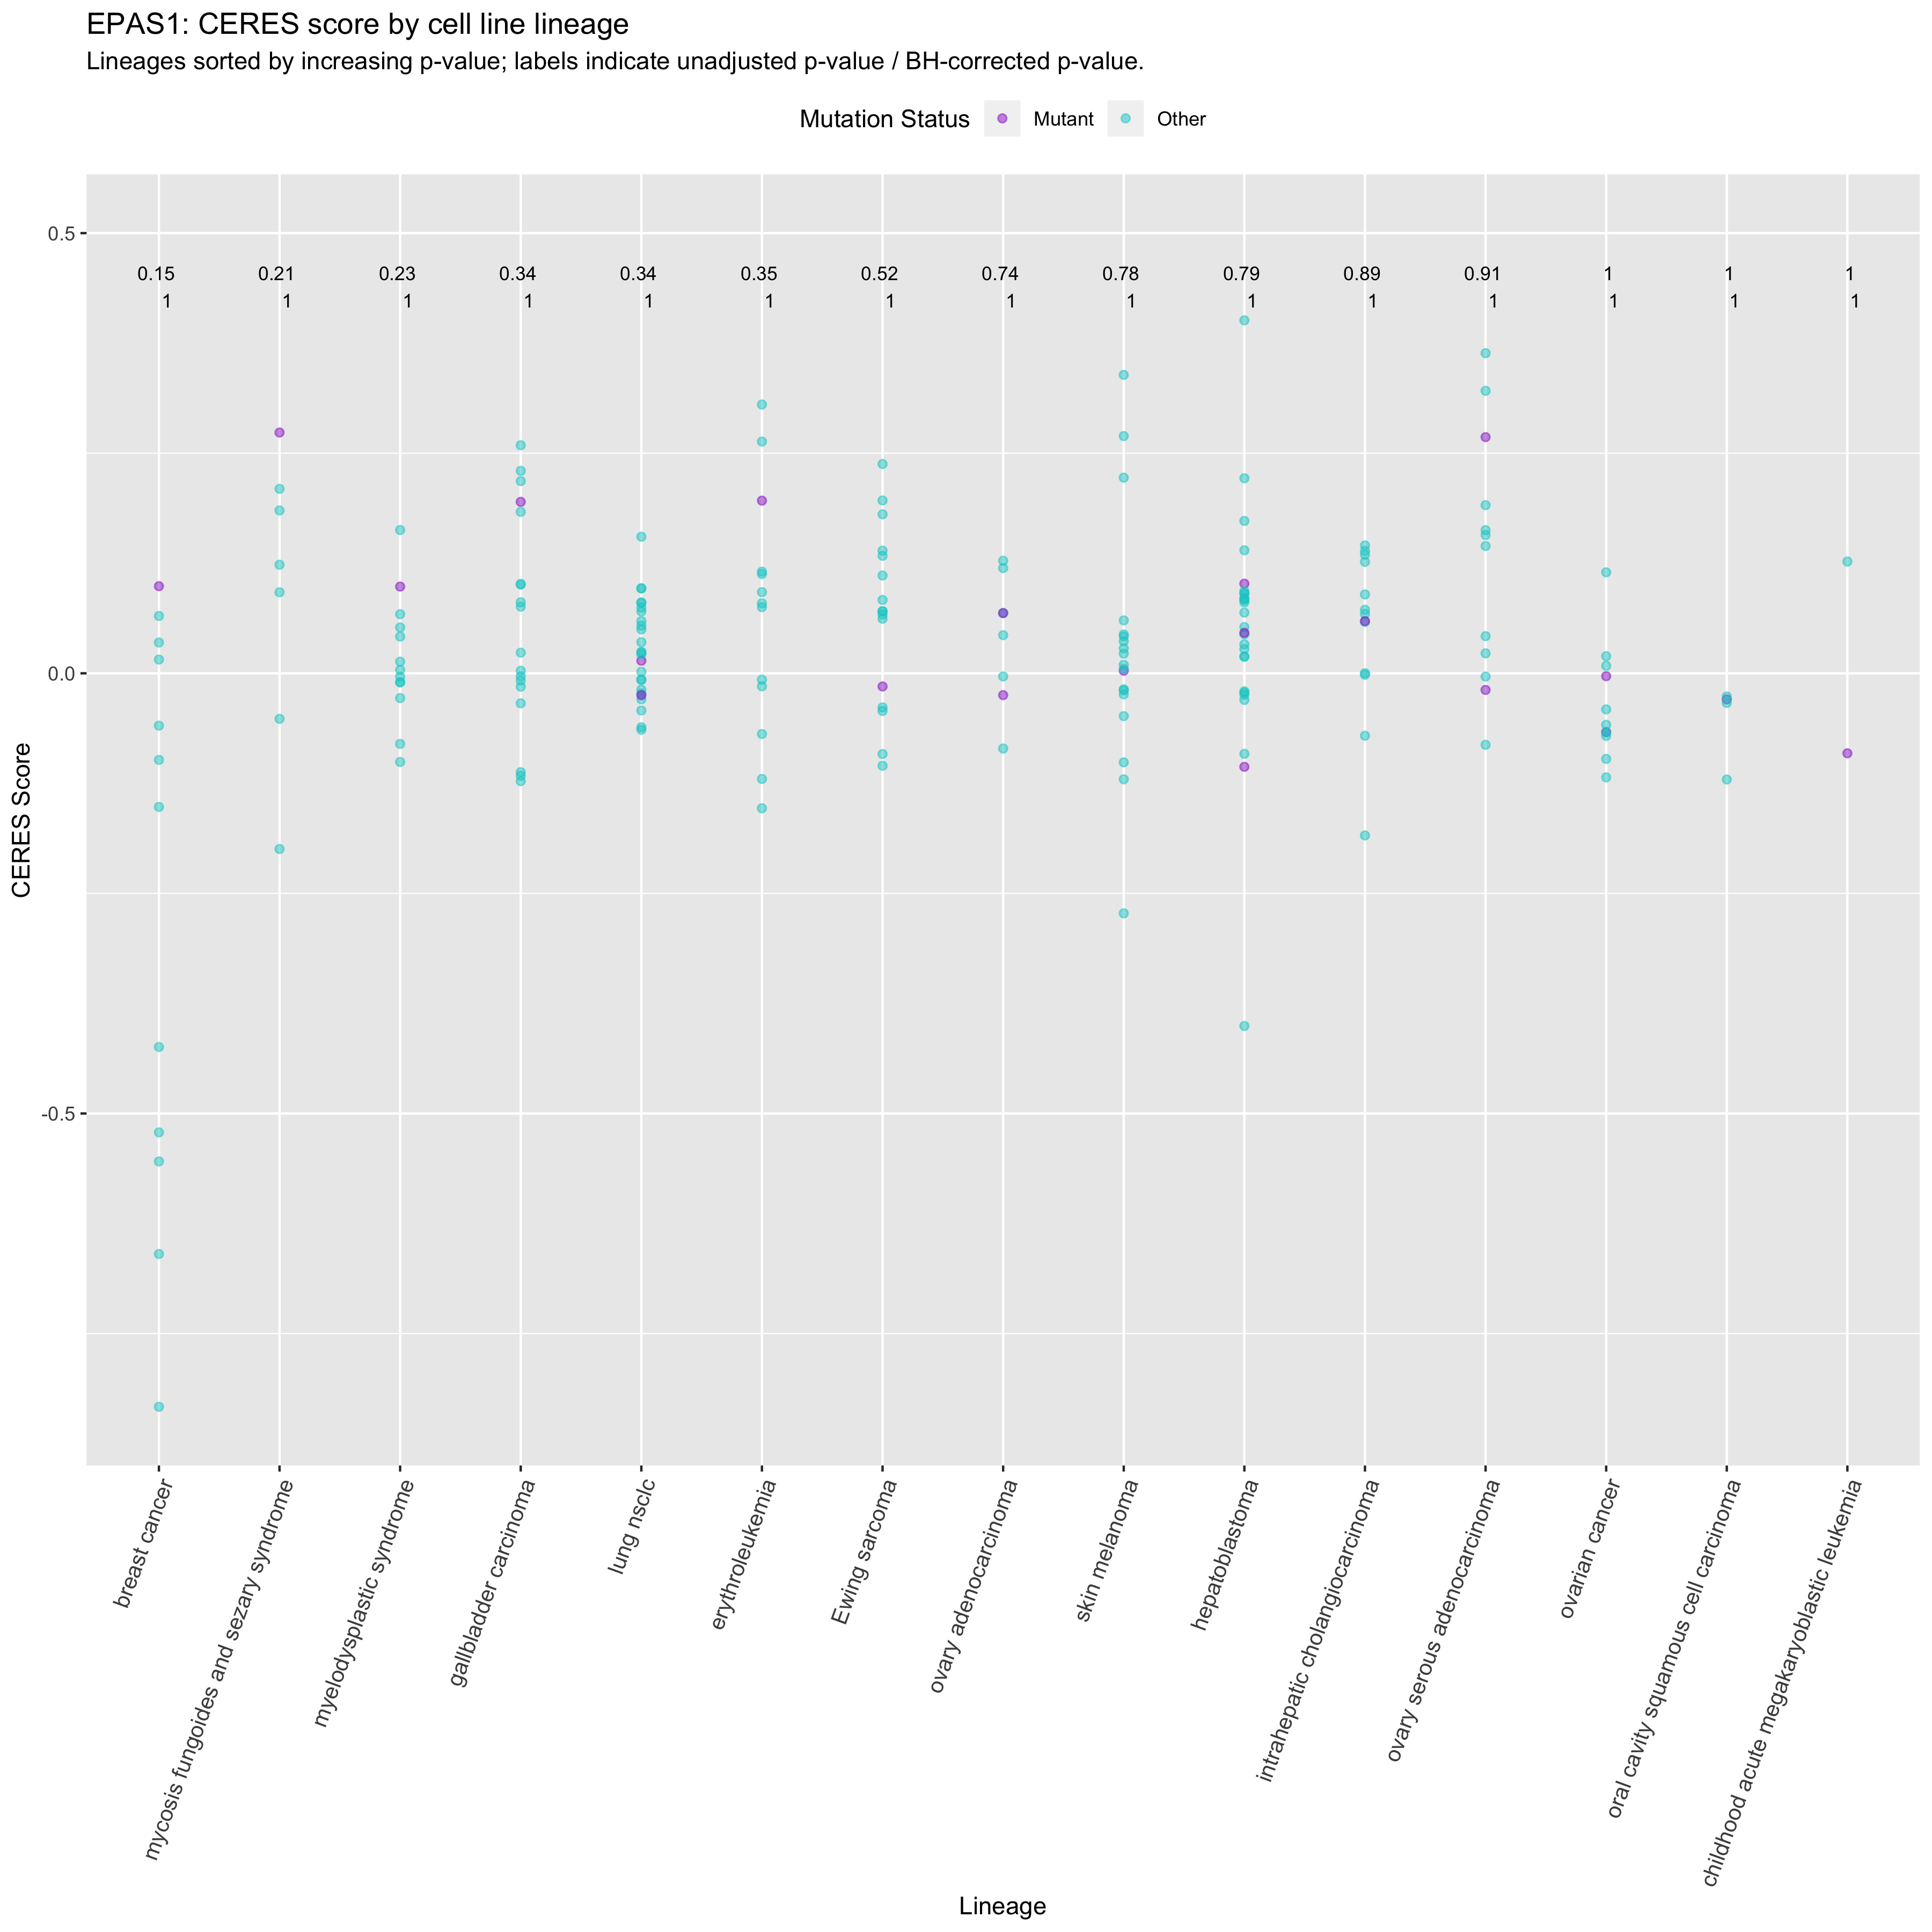 EPAS1: CERES score by cell line lineage
Lineages sorted by increasing p-value; labels indicate unadjusted p-value / BH-corrected p-value.
Mutation Status Mutant Other
0.5
0.15 0.21 0.23 0.34 0.34 0.35 0.52 0.74 0.78 0.79 0.89 0.91 1 1 1
1 1 1 1 1 1 1 1 1 1 1 1 1 1 1
0.0
-0.5
CERES Score
breast cancer
mycosis fungoides and sezary syndrome
myelodysplastic syndrome
gallbladder carcinoma
lung nsclc
erythroleukemia
Ewing sarcoma
ovary adenocarcinoma
skin melanoma
hepatoblastoma
intrahepatic cholangiocarcinoma
ovary serous adenocarcinoma
ovarian cancer
oral cavity squamous cell carcinoma
childhood acute megakaryoblastic leukemia
Lineage